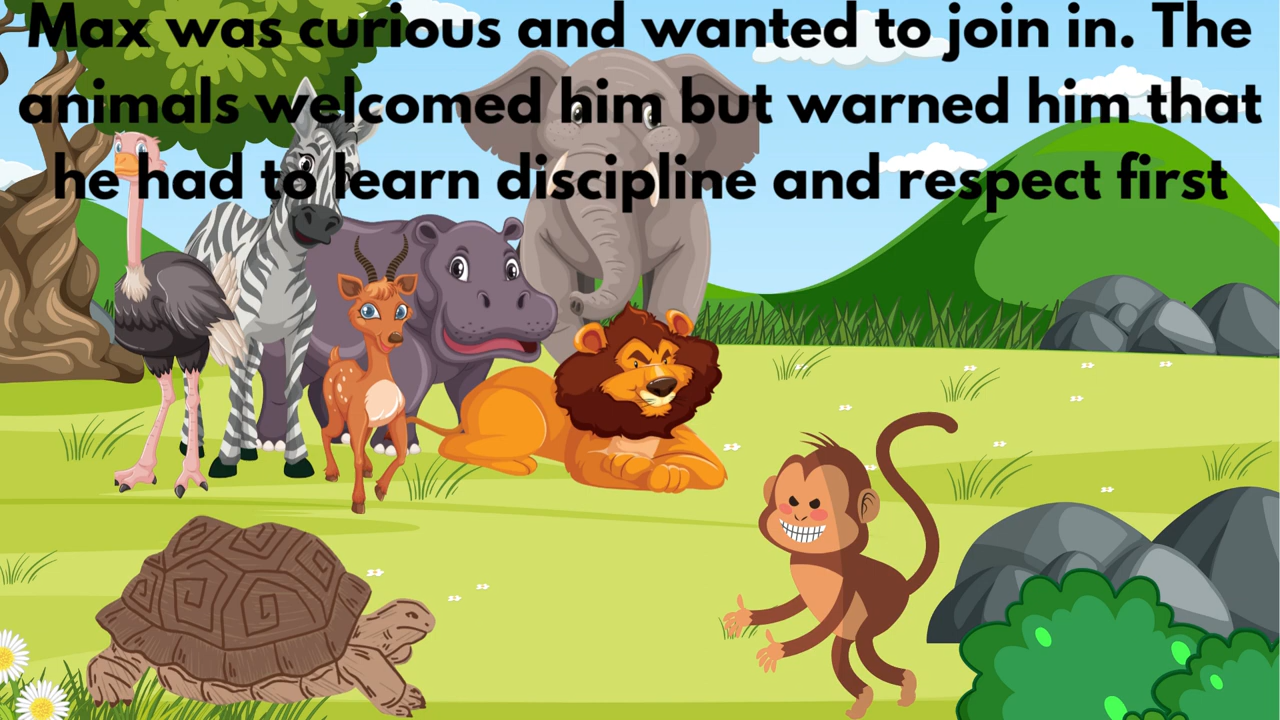 Max was curious and wanted to join in. The
animals welcomed him but warned him that
he had to learn discipline and respect first